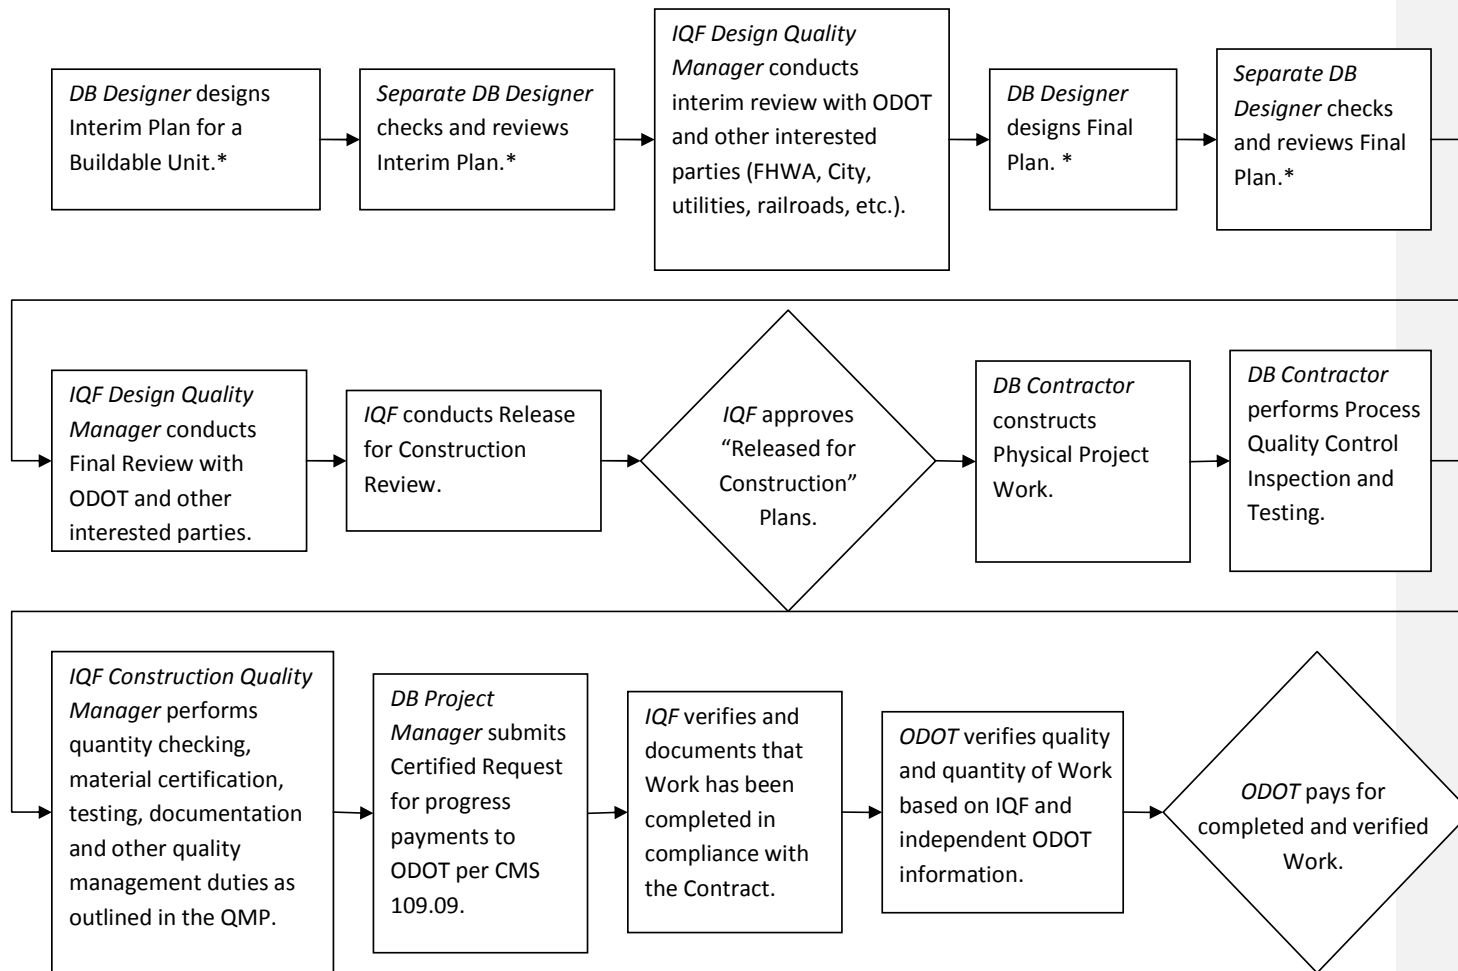 DB Designer designs
Interim Plan for a
Buildable Unit.*
Separate DB Designer
checks and reviews
Interim Plan.*
IQF Design Quality
Manager conducts
interim review with ODOT
and other interested
parties (FHWA, City,
utilities, railroads, etc.).
DB Designer
designs Final
Plan. *
Separate DB
Designer checks
and reviews Final
Plan.*
IQF Design Quality
Manager conducts
Final Review with
ODOT and other
interested parties.
IQF conducts Release
for Construction
Review.
IQF approves
“Released for
Construction”
Plans.
DB Contractor
constructs
Physical Project
Work.
DB Contractor
performs Process
Quality Control
Inspection and
Testing.
IQF Construction Quality
Manager performs
quantity checking,
material certification,
testing, documentation
and other quality
management duties as
outlined in the QMP.
DB Project
Manager submits
Certified Request
for progress
payments to
ODOT per CMS
109.09.
IQF verifies and
documents that
Work has been
completed in
compliance with
the Contract.
ODOT verifies quality
and quantity of Work
based on IQF and
independent ODOT
information.
ODOT pays for
completed and verified
Work.